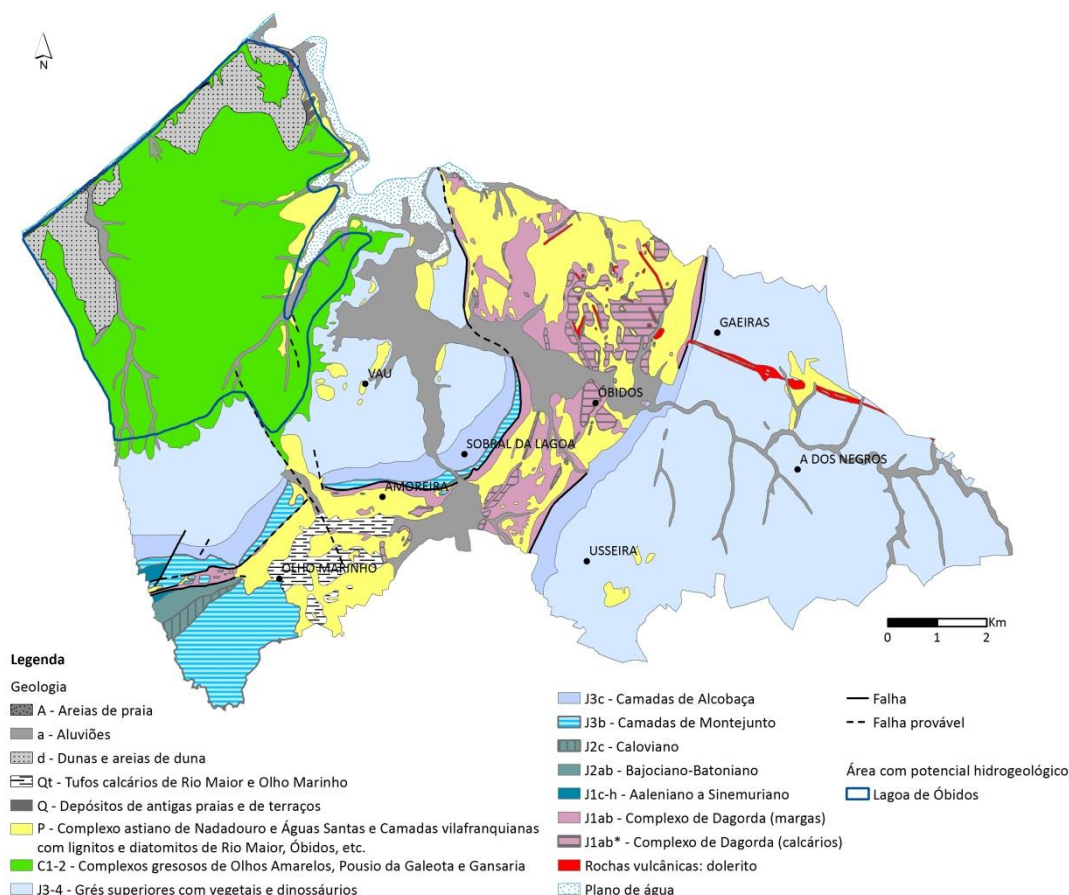 N
GAEIRAS
VAU
ÓBIDOS
SOBRAL DA LAGOA
A DOS NEGROS
AMOREIRA
USSEIRA
OLHO MARINHO
Km
0 1 2
Legenda
Geologia
A - Areias de praia
a - Aluviões
d - Dunas e areias de duna
Qt - Tufos calcários de Rio Maior e Olho Marinho
Q - Depósitos de antigas praias e de terraços
P - Complexo astiano de Nadadouro e Águas Santas e Camadas vilafranquianas
com lignitos e diatomitos de Rio Maior, Óbidos, etc.
C1-2 - Complexos gresosos de Olhos Amarelos, Pousio da Galeota e Gansaria
J3-4 - Grés superiores com vegetais e dinossáurios
J3c - Camadas de Alcobaça
J3b - Camadas de Montejunto
J2c - Caloviano
J2ab - Bajociano-Batoniano
J1c-h - Aaleniano a Sinemuriano
J1ab - Complexo de Dagorda (margas)
J1ab* - Complexo de Dagorda (calcários)
Rochas vulcânicas: dolerito
Plano de água
Falha
Falha provável
Área com potencial hidrogeológico
Lagoa de Óbidos